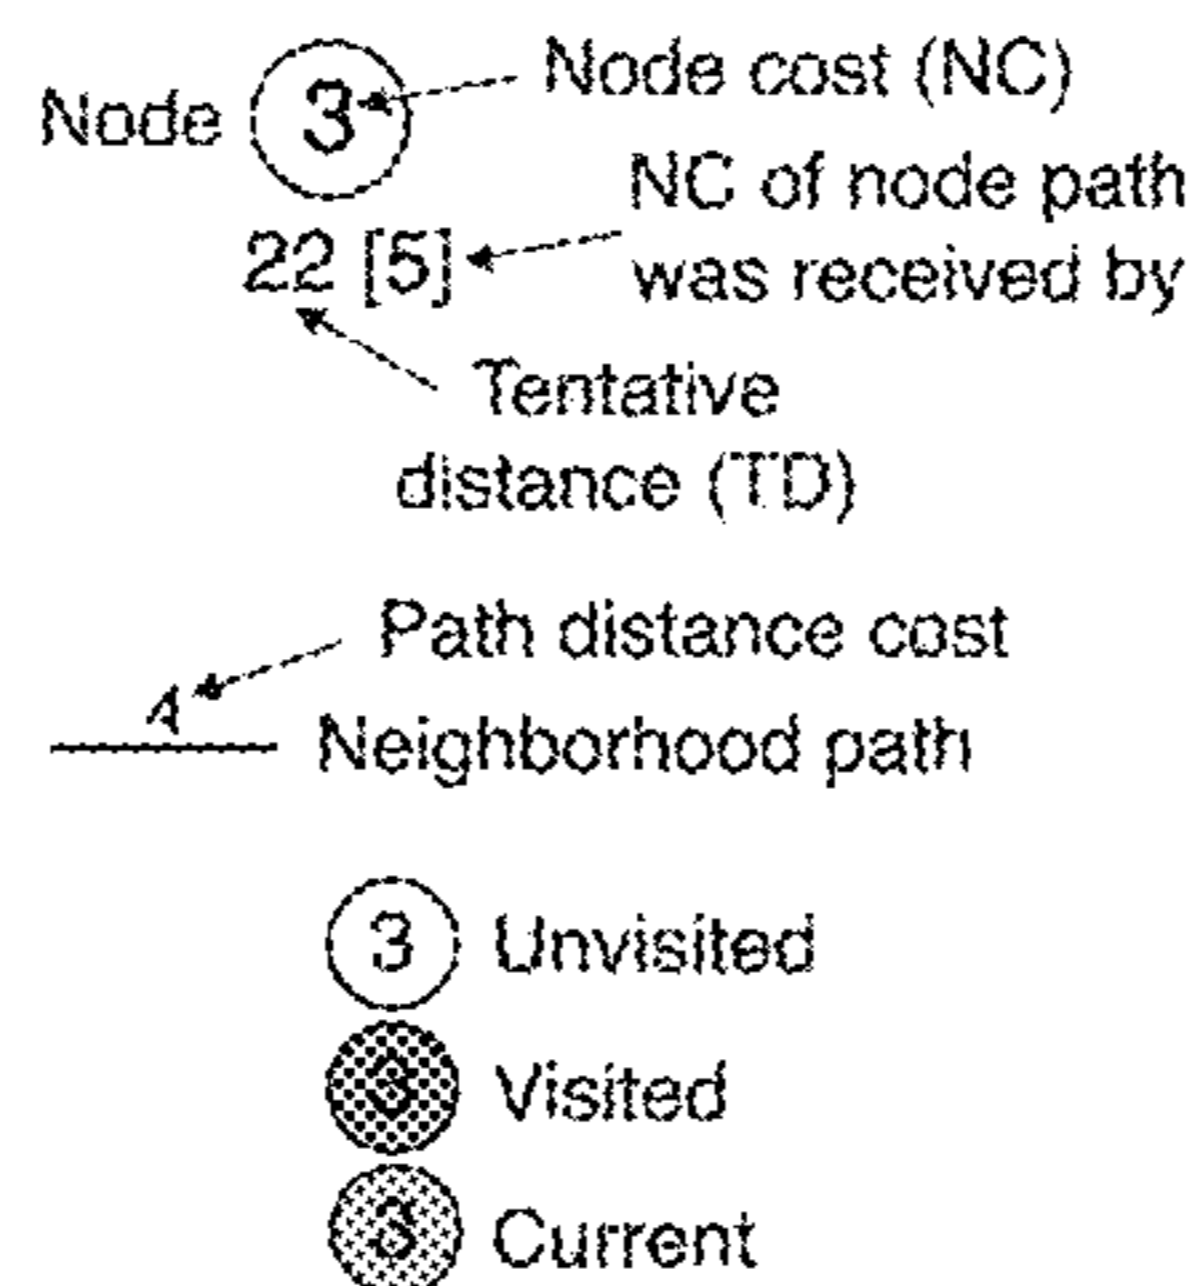 Node 3 Node cost (NC)
22 [5] NC of node path
was received by
Tentative
distance (TD)
4 Path distance cost
Neighborhood path
3 Unvisited
3 Visited
3 Current